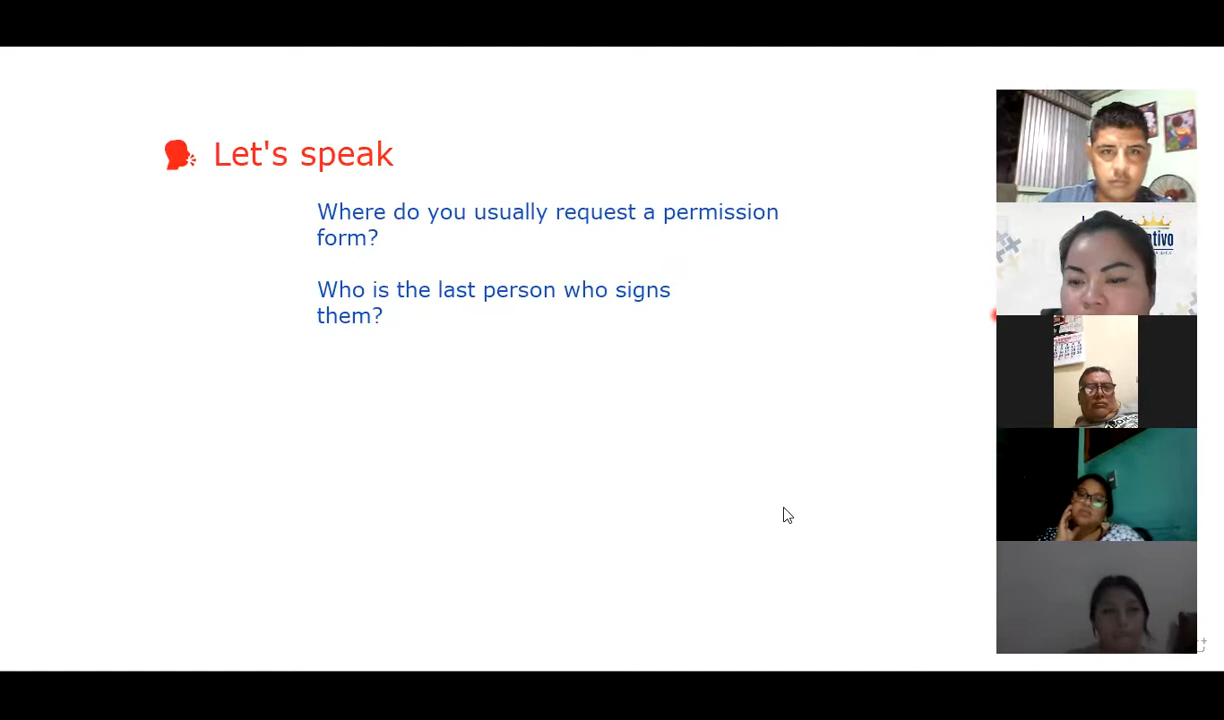 Let's speak
Where do you usually request a permission
form?
Who is the last person who signs
them?